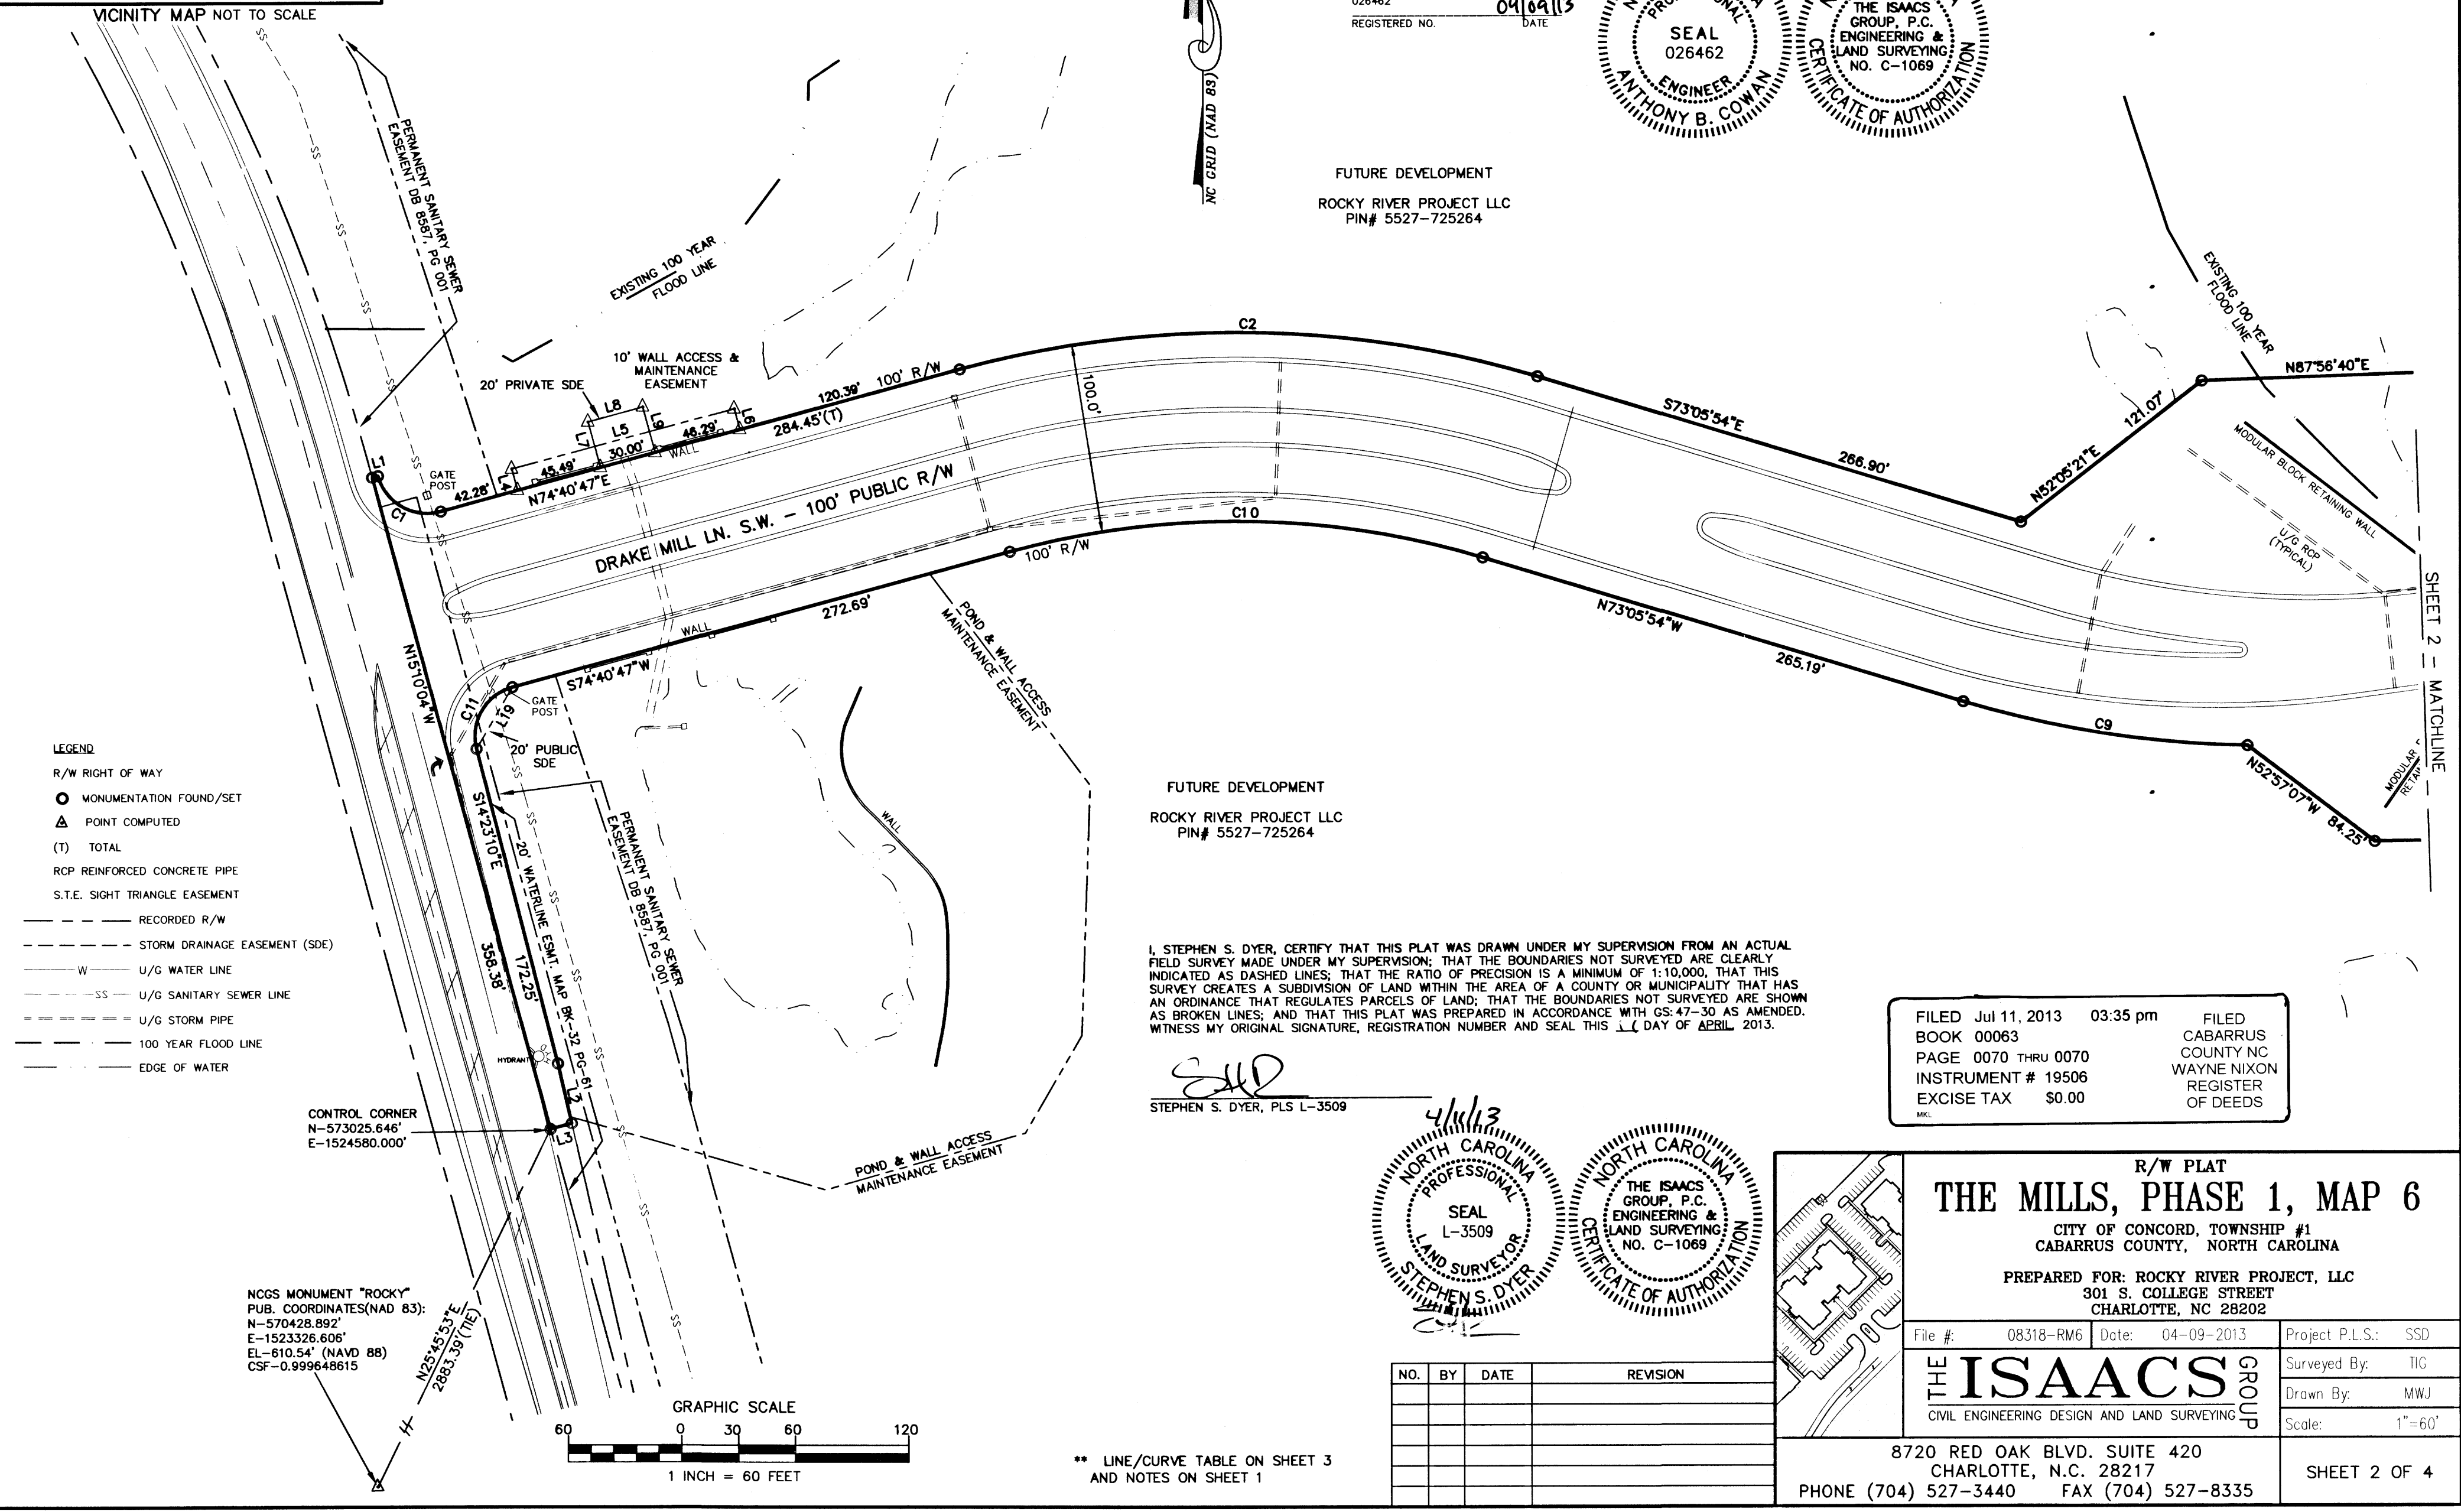 VICINITY MAP NOT TO SCALE
026462
REGISTERED NO.
04/09/13
DATE
SEAL
026462
ENGINEER
ANTHONY B. COWAN
THE ISAACS
GROUP, P.C.
ENGINEERING &
LAND SURVEYING
NO. C-1069
CERTIFICATE OF AUTHORIZATION
NC GRID (NAD 83)
FUTURE DEVELOPMENT
ROCKY RIVER PROJECT LLC
PIN# 5527-725264
PERMANENT SANITARY SEWER
EASEMENT DB 8587, PG 001
EXISTING 100 YEAR
FLOOD LINE
EXISTING 100 YEAR
FLOOD LINE
10' WALL ACCESS &
MAINTENANCE
EASEMENT
20' PRIVATE SDE
L8
L5
L7
L9
L6
L4
L1
C1
GATE
POST
42.28'
45.49'
30.00'
46.29'
WALL
N74°40'47"E
120.39'
284.45'(T)
100' R/W
C2
100.0'
S73°05'54"E
266.90'
N52°05'21"E
121.07'
N87°56'40"E
MODULAR BLOCK RETAINING WALL
U/G RCP
(TYPICAL)
DRAKE MILL LN. S.W. - 100' PUBLIC R/W
C10
100' R/W
272.69'
WALL
S74°40'47"W
N73°05'54"W
265.19'
C9
N52°57'07"W
84.25'
SHEET 2 - MATCHLINE
POND & WALL ACCESS
MAINTENANCE EASEMENT
N15°10'04"W
358.38'
C11
L19
GATE
POST
20' PUBLIC
SDE
S14°23'10"E
172.25'
20' WATERLINE ESMT. MAP BK-32 PG-61
PERMANENT SANITARY SEWER
EASEMENT DB 8587, PG 001
WALL
HYDRANT
L2
L3
LEGEND
R/W RIGHT OF WAY
MONUMENTATION FOUND/SET
POINT COMPUTED
(T) TOTAL
RCP REINFORCED CONCRETE PIPE
S.T.E. SIGHT TRIANGLE EASEMENT
RECORDED R/W
STORM DRAINAGE EASEMENT (SDE)
W U/G WATER LINE
SS U/G SANITARY SEWER LINE
U/G STORM PIPE
100 YEAR FLOOD LINE
EDGE OF WATER
CONTROL CORNER
N-573025.646'
E-1524580.000'
POND & WALL ACCESS
MAINTENANCE EASEMENT
NCGS MONUMENT "ROCKY"
PUB. COORDINATES(NAD 83):
N-570428.892'
E-1523326.606'
EL-610.54' (NAVD 88)
CSF-0.999648615
N25°45'53"E
2883.39'(TIE)
GRAPHIC SCALE
60 0 30 60 120
1 INCH = 60 FEET
** LINE/CURVE TABLE ON SHEET 3
AND NOTES ON SHEET 1
FUTURE DEVELOPMENT
ROCKY RIVER PROJECT LLC
PIN# 5527-725264
I, STEPHEN S. DYER, CERTIFY THAT THIS PLAT WAS DRAWN UNDER MY SUPERVISION FROM AN ACTUAL
FIELD SURVEY MADE UNDER MY SUPERVISION; THAT THE BOUNDARIES NOT SURVEYED ARE CLEARLY
INDICATED AS DASHED LINES; THAT THE RATIO OF PRECISION IS A MINIMUM OF 1:10,000, THAT THIS
SURVEY CREATES A SUBDIVISION OF LAND WITHIN THE AREA OF A COUNTY OR MUNICIPALITY THAT HAS
AN ORDINANCE THAT REGULATES PARCELS OF LAND; THAT THE BOUNDARIES NOT SURVEYED ARE SHOWN
AS BROKEN LINES; AND THAT THIS PLAT WAS PREPARED IN ACCORDANCE WITH GS: 47-30 AS AMENDED.
WITNESS MY ORIGINAL SIGNATURE, REGISTRATION NUMBER AND SEAL THIS 11 DAY OF APRIL, 2013.
STEPHEN S. DYER, PLS L-3509
4/11/13
NORTH CAROLINA
PROFESSIONAL
SEAL
L-3509
LAND SURVEYOR
STEPHEN S. DYER
NORTH CAROLINA
THE ISAACS
GROUP, P.C.
ENGINEERING &
LAND SURVEYING
NO. C-1069
CERTIFICATE OF AUTHORIZATION
FILED Jul 11, 2013 03:35 pm
BOOK 00063
PAGE 0070 THRU 0070
INSTRUMENT # 19506
EXCISE TAX $0.00
MKL
FILED
CABARRUS
COUNTY NC
WAYNE NIXON
REGISTER
OF DEEDS
NO. BY DATE REVISION
R/W PLAT
THE MILLS, PHASE 1, MAP 6
CITY OF CONCORD, TOWNSHIP #1
CABARRUS COUNTY, NORTH CAROLINA
PREPARED FOR: ROCKY RIVER PROJECT, LLC
301 S. COLLEGE STREET
CHARLOTTE, NC 28202
File #: 08318-RM6 Date: 04-09-2013 Project P.L.S.: SSD
Surveyed By: TIG
Drawn By: MWJ
Scale: 1"=60'
THE ISAACS GROUP
CIVIL ENGINEERING DESIGN AND LAND SURVEYING
8720 RED OAK BLVD. SUITE 420
CHARLOTTE, N.C. 28217
PHONE (704) 527-3440 FAX (704) 527-8335
SHEET 2 OF 4